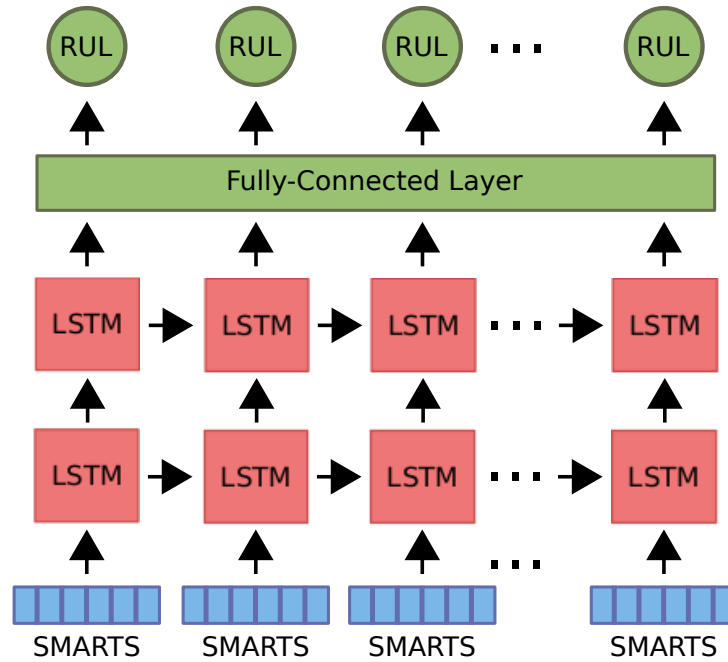 RUL RUL RUL ... RUL
Fully-Connected Layer
LSTM LSTM LSTM ... LSTM
LSTM LSTM LSTM ... LSTM
...
SMARTS SMARTS SMARTS SMARTS